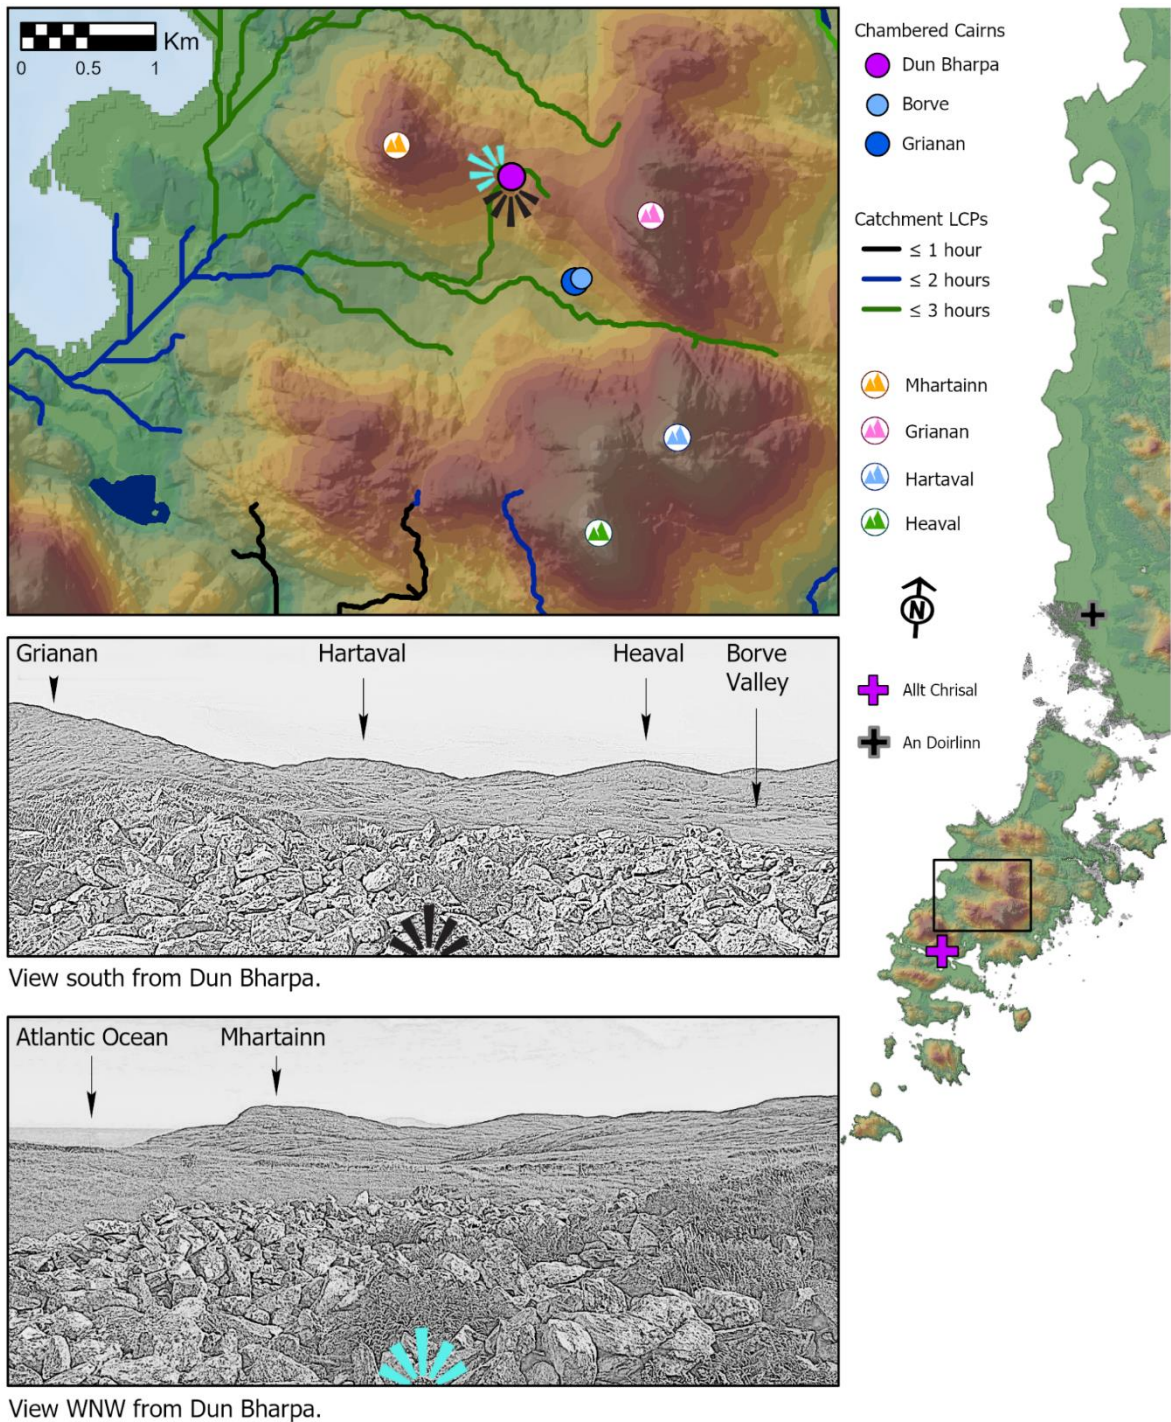 Km
0 0.5 1
Chambered Cairns
Dun Bharpa
Borve
Grianan
Catchment LCPs
≤ 1 hour
≤ 2 hours
≤ 3 hours
Mhartainn
Grianan
Hartaval
Heaval
N
Allt Chrisal
An Doirlinn
Grianan
Hartaval
Heaval
Borve
Valley
View south from Dun Bharpa.
Atlantic Ocean
Mhartainn
View WNW from Dun Bharpa.